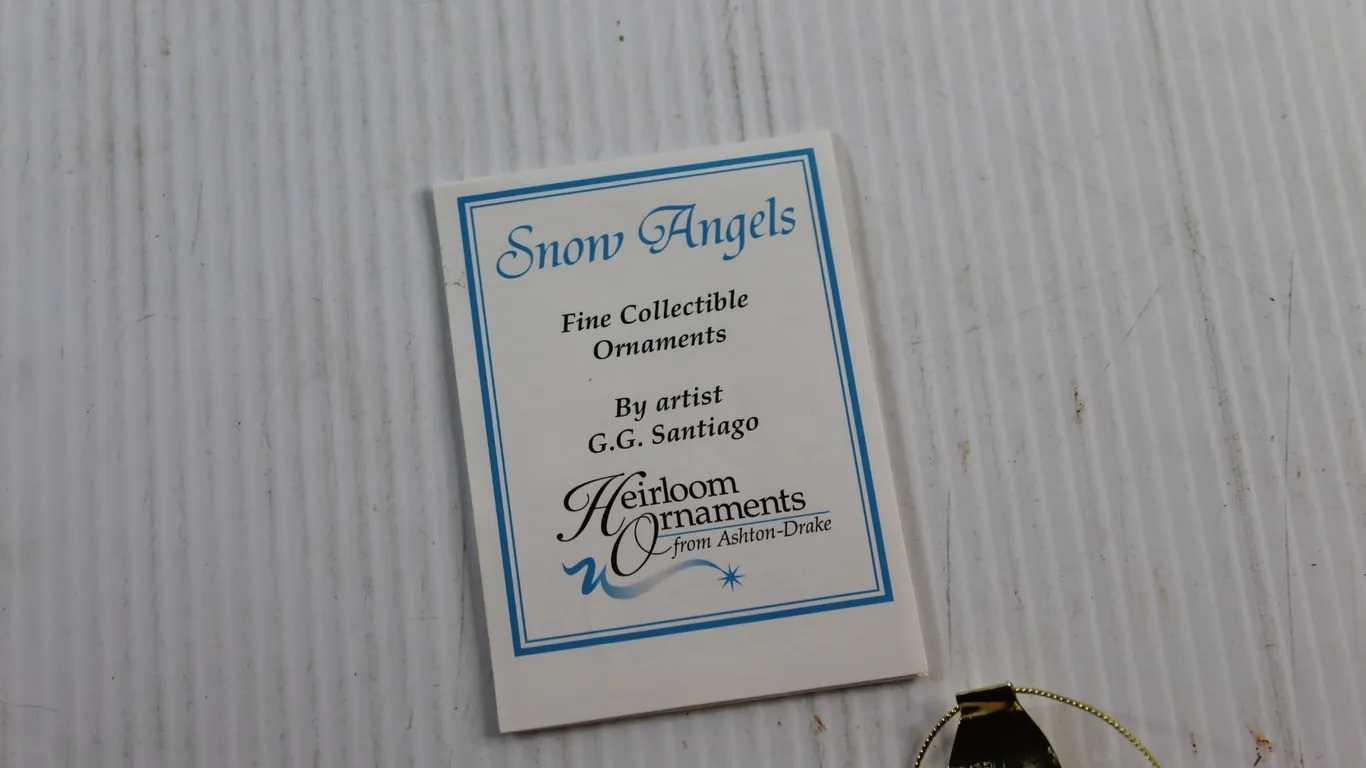 Snow Angels
Fine Collectible
Ornaments
By artist
G.G. Santiago
Heirloom
Ornaments
from Ashton-Drake